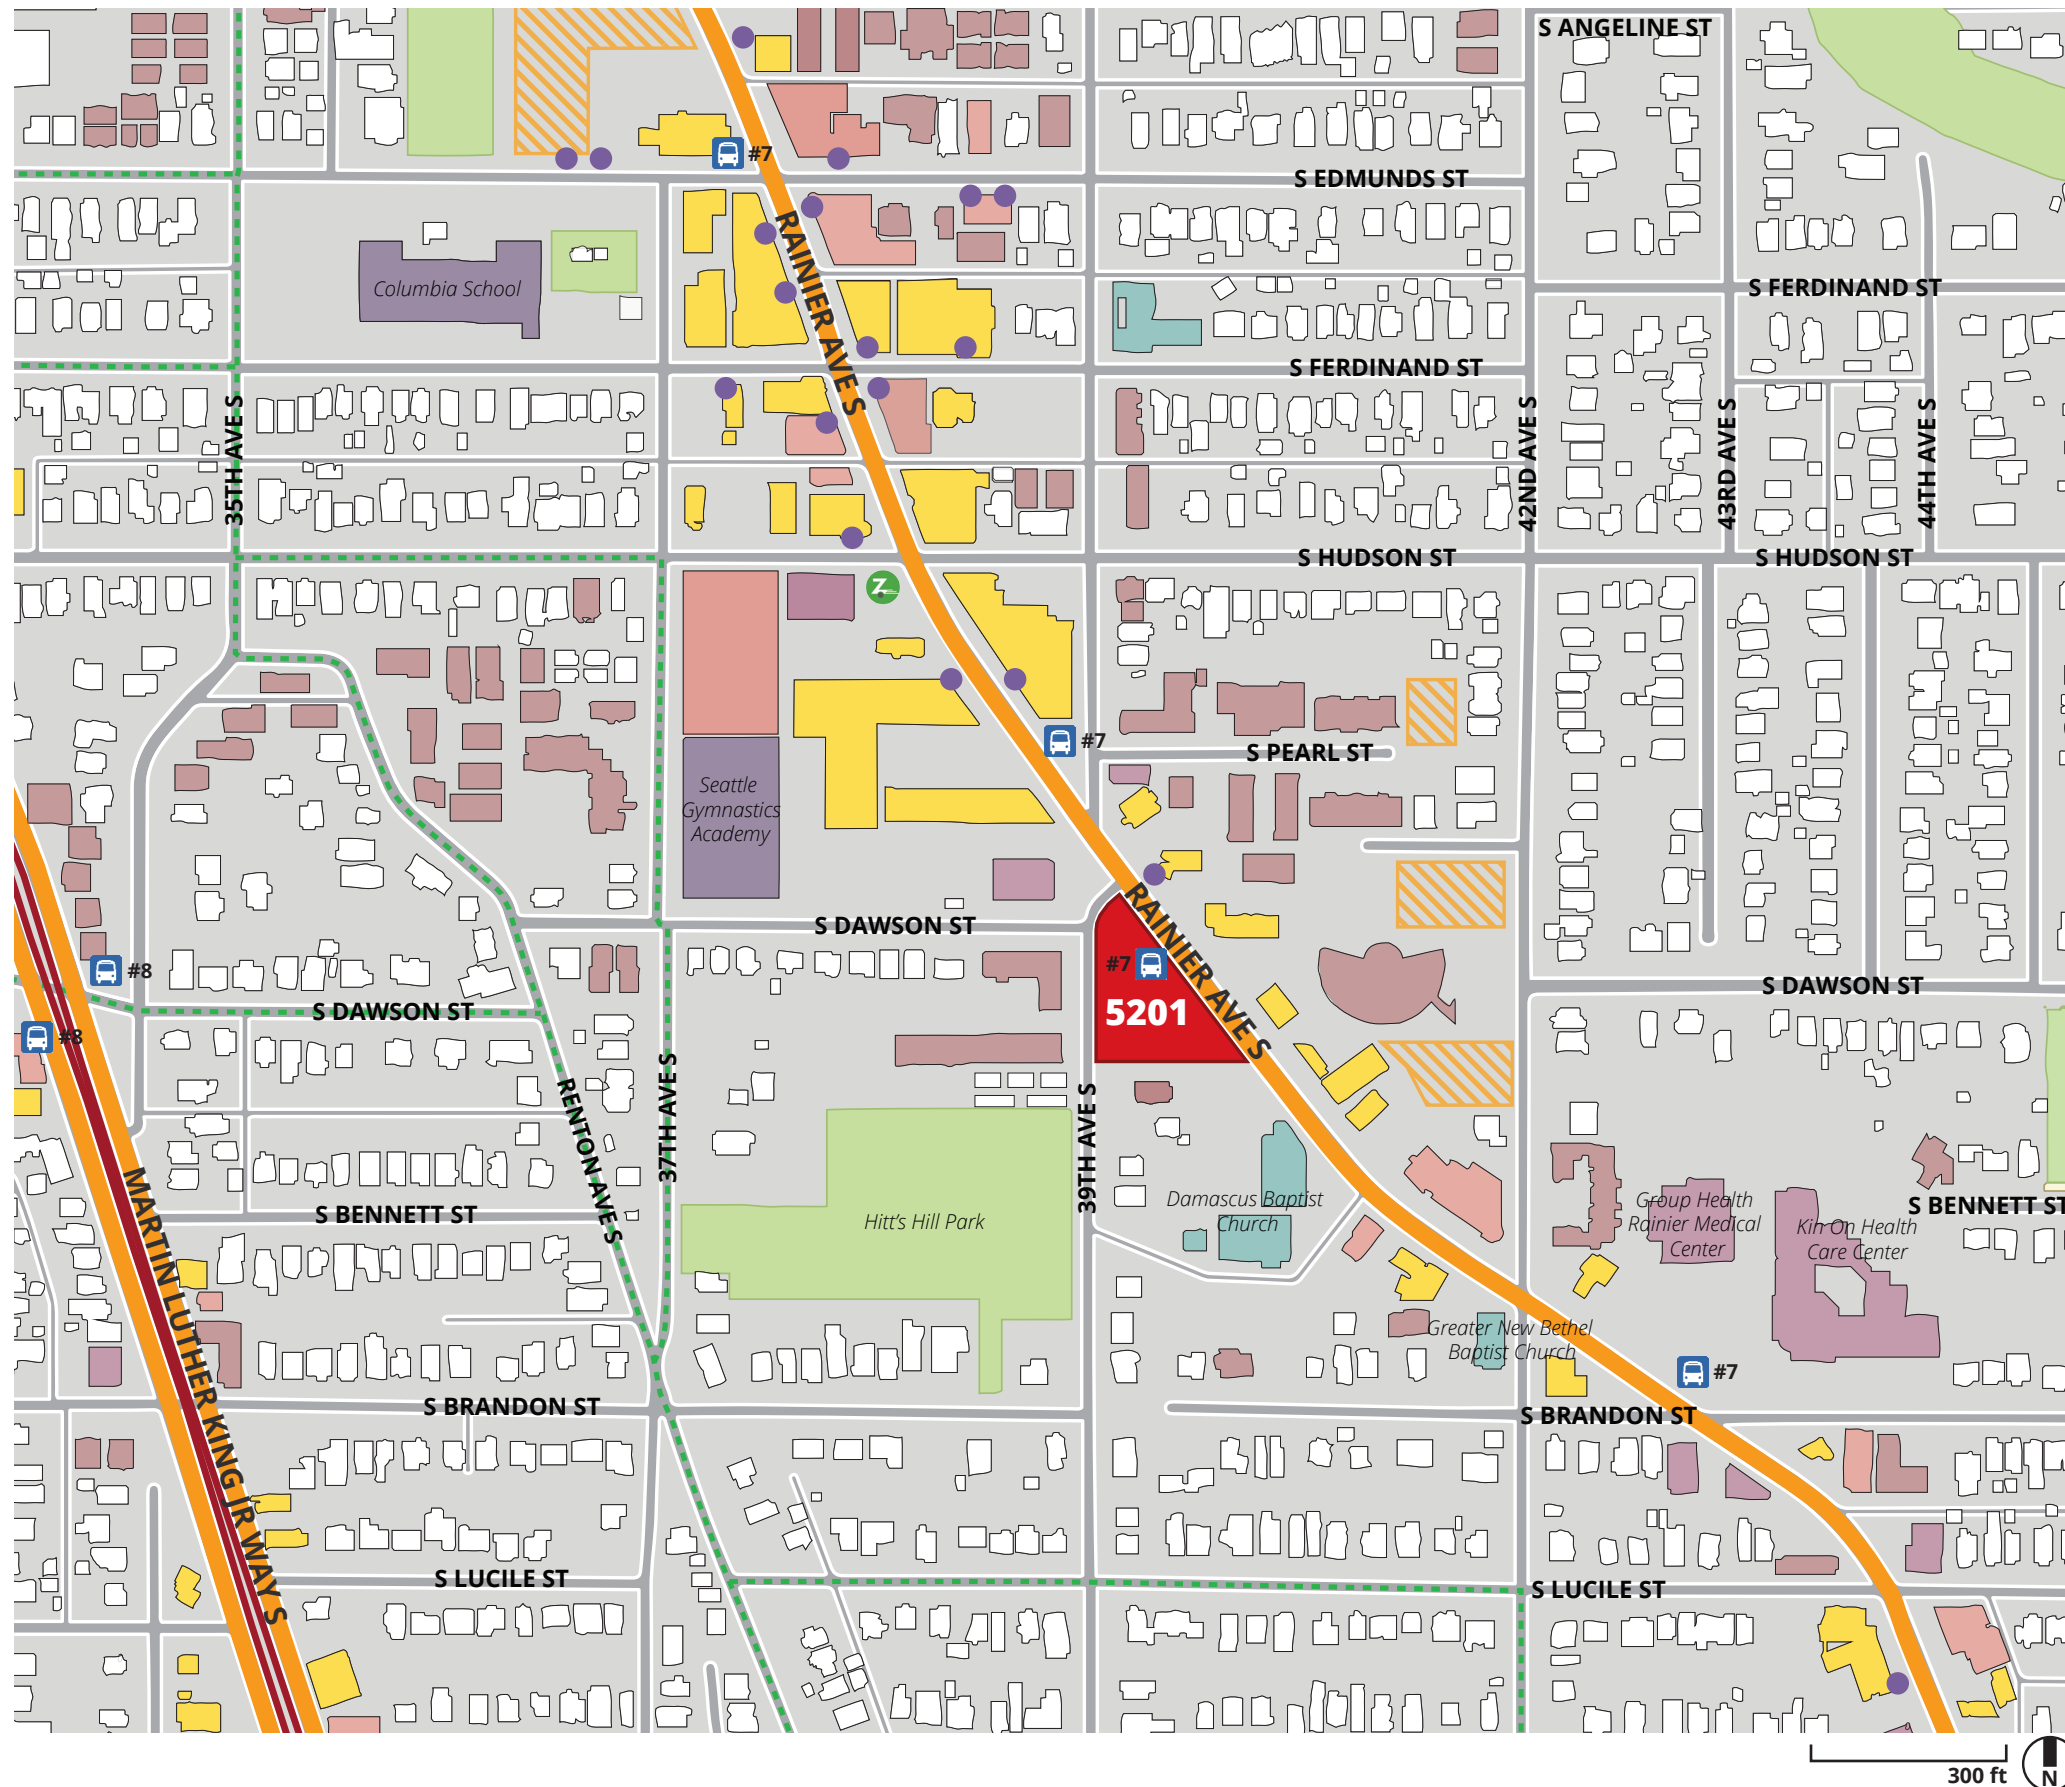 S ANGELINE ST
#7
S EDMUNDS ST
RAINIER AVE S
Columbia School
S FERDINAND ST
S FERDINAND ST
35TH AVE S
42ND AVE S
43RD AVE S
44TH AVE S
S HUDSON ST
S HUDSON ST
Z
#7
S PEARL ST
Seattle
Gymnastics
Academy
RAINIER AVE S
S DAWSON ST
#7
#8
S DAWSON ST
S DAWSON ST
5201
#8
RENTON AVE S
37TH AVE S
39TH AVE S
MARTIN LUTHER KING JR WAY S
Damascus Baptist
Church
Group Health
Rainier Medical
Center
Kin On Health
Care Center
S BENNETT ST
S BENNETT ST
Hitt's Hill Park
Greater New Bethel
Baptist Church
#7
S BRANDON ST
S BRANDON ST
S LUCILE ST
S LUCILE ST
300 ft
N